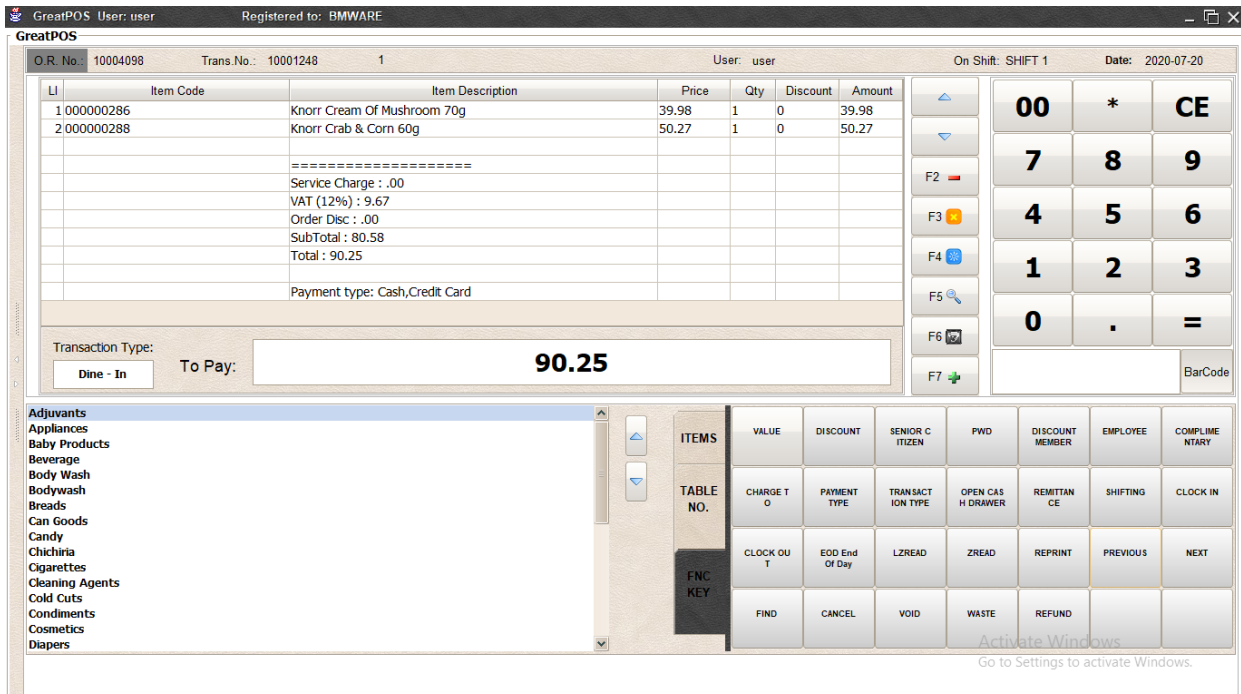 GreatPOS User: user Registered to: BMWARE
GreatPOS
O.R. No.: 10004098 Trans.No.: 10001248 1 User: user On Shift: SHIFT 1 Date: 2020-07-20
LI Item Code Item Description Price Qty Discount Amount
1 000000286 Knorr Cream Of Mushroom 70g 39.98 1 0 39.98
2 000000288 Knorr Crab & Corn 60g 50.27 1 0 50.27
====================
Service Charge : .00
VAT (12%) : 9.67
Order Disc : .00
SubTotal : 80.58
Total : 90.25
Payment type: Cash,Credit Card
Transaction Type:
Dine - In
To Pay: 90.25
F2
F3
F4
F5
F6
F7
00 * CE
7 8 9
4 5 6
1 2 3
0 . =
BarCode
Adjuvants
Appliances
Baby Products
Beverage
Body Wash
Bodywash
Breads
Can Goods
Candy
Chichiria
Cigarettes
Cleaning Agents
Cold Cuts
Condiments
Cosmetics
Diapers
ITEMS
TABLE
NO.
FNC
KEY
VALUE DISCOUNT SENIOR C
ITIZEN PWD DISCOUNT
MEMBER EMPLOYEE COMPLIME
NTARY
CHARGE T
O PAYMENT
TYPE TRANSACT
ION TYPE OPEN CAS
H DRAWER REMITTAN
CE SHIFTING CLOCK IN
CLOCK OU
T EOD End
Of Day LZREAD ZREAD REPRINT PREVIOUS NEXT
FIND CANCEL VOID WASTE REFUND
Activate Windows
Go to Settings to activate Windows.